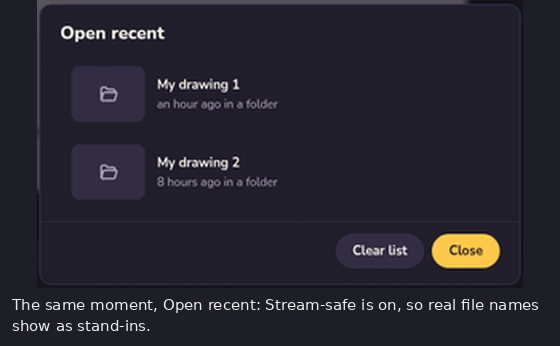 Open recent
My drawing 1
an hour ago in a folder
My drawing 2
8 hours ago in a folder
Clear list
Close
The same moment, Open recent: Stream-safe is on, so real file names
show as stand-ins.